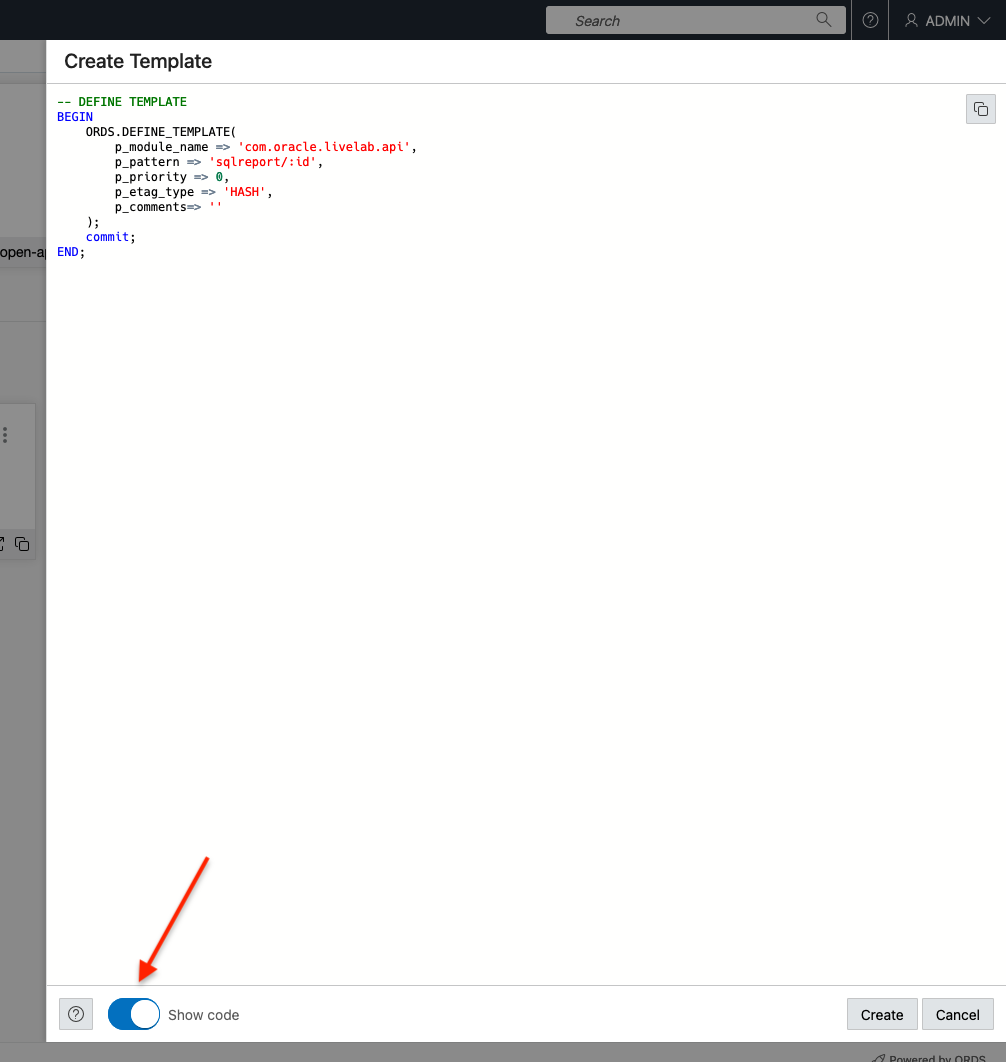 Search
ADMIN
Create Template
-- DEFINE TEMPLATE
BEGIN
    ORDS.DEFINE_TEMPLATE(
        p_module_name => 'com.oracle.livelab.api',
        p_pattern => 'sqlreport/:id',
        p_priority => 0,
        p_etag_type => 'HASH',
        p_comments=> ''
    );
    commit;
END;
open-ap
Show code
Create
Cancel
Powered by ORDS